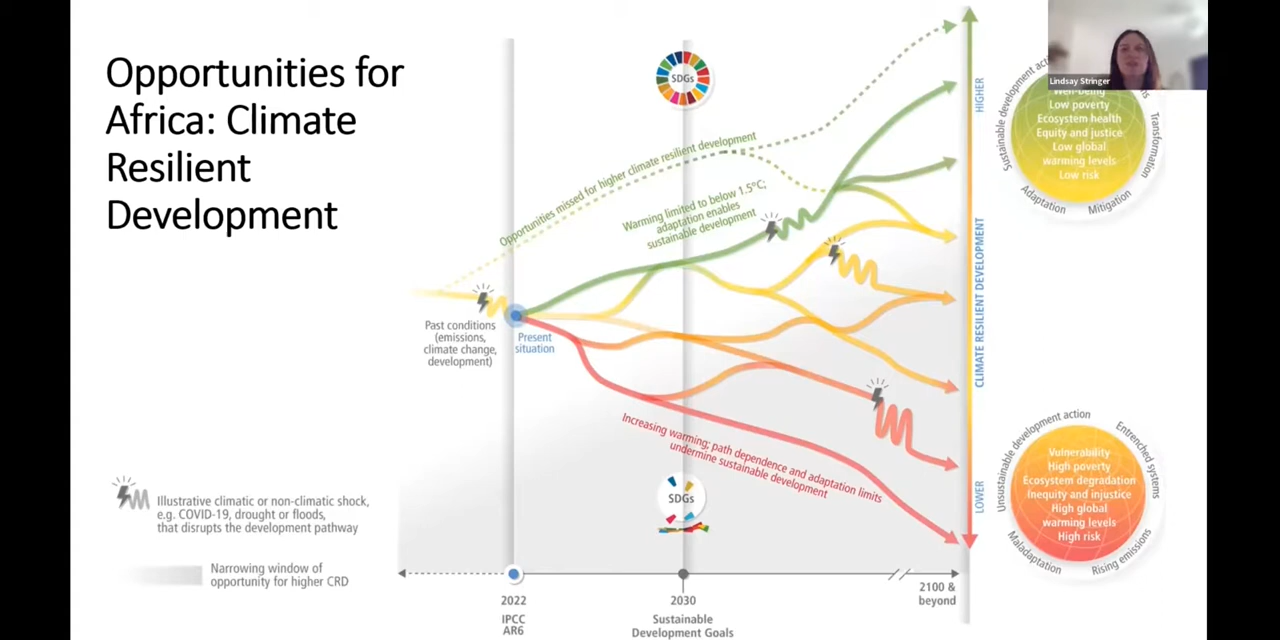 Opportunities for
Africa: Climate
Resilient
Development
Lindsay Stringer
SDGs
Opportunities missed for higher climate resilient development
Warming limited to below 1.5°C;
adaptation enables
sustainable development
Past conditions
(emissions,
climate change,
development)
Present
situation
Increasing warming; path dependence and adaptation limits
undermine sustainable development
SDGs
HIGHER
CLIMATE RESILIENT DEVELOPMENT
LOWER
Sustainable development
Well-being
Low poverty
Ecosystem health
Equity and justice
Low global
warming levels
Low risk
Transformation
Adaptation
Mitigation
Unsustainable development action
Entrenched systems
Vulnerability
High poverty
Ecosystem degradation
Inequity and injustice
High global
warming levels
High risk
Maladaptation
Rising emissions
Illustrative climatic or non-climatic shock,
e.g. COVID-19, drought or floods,
that disrupts the development pathway
Narrowing window of
opportunity for higher CRD
2022
IPCC
AR6
2030
Sustainable
Development Goals
2100 &
beyond